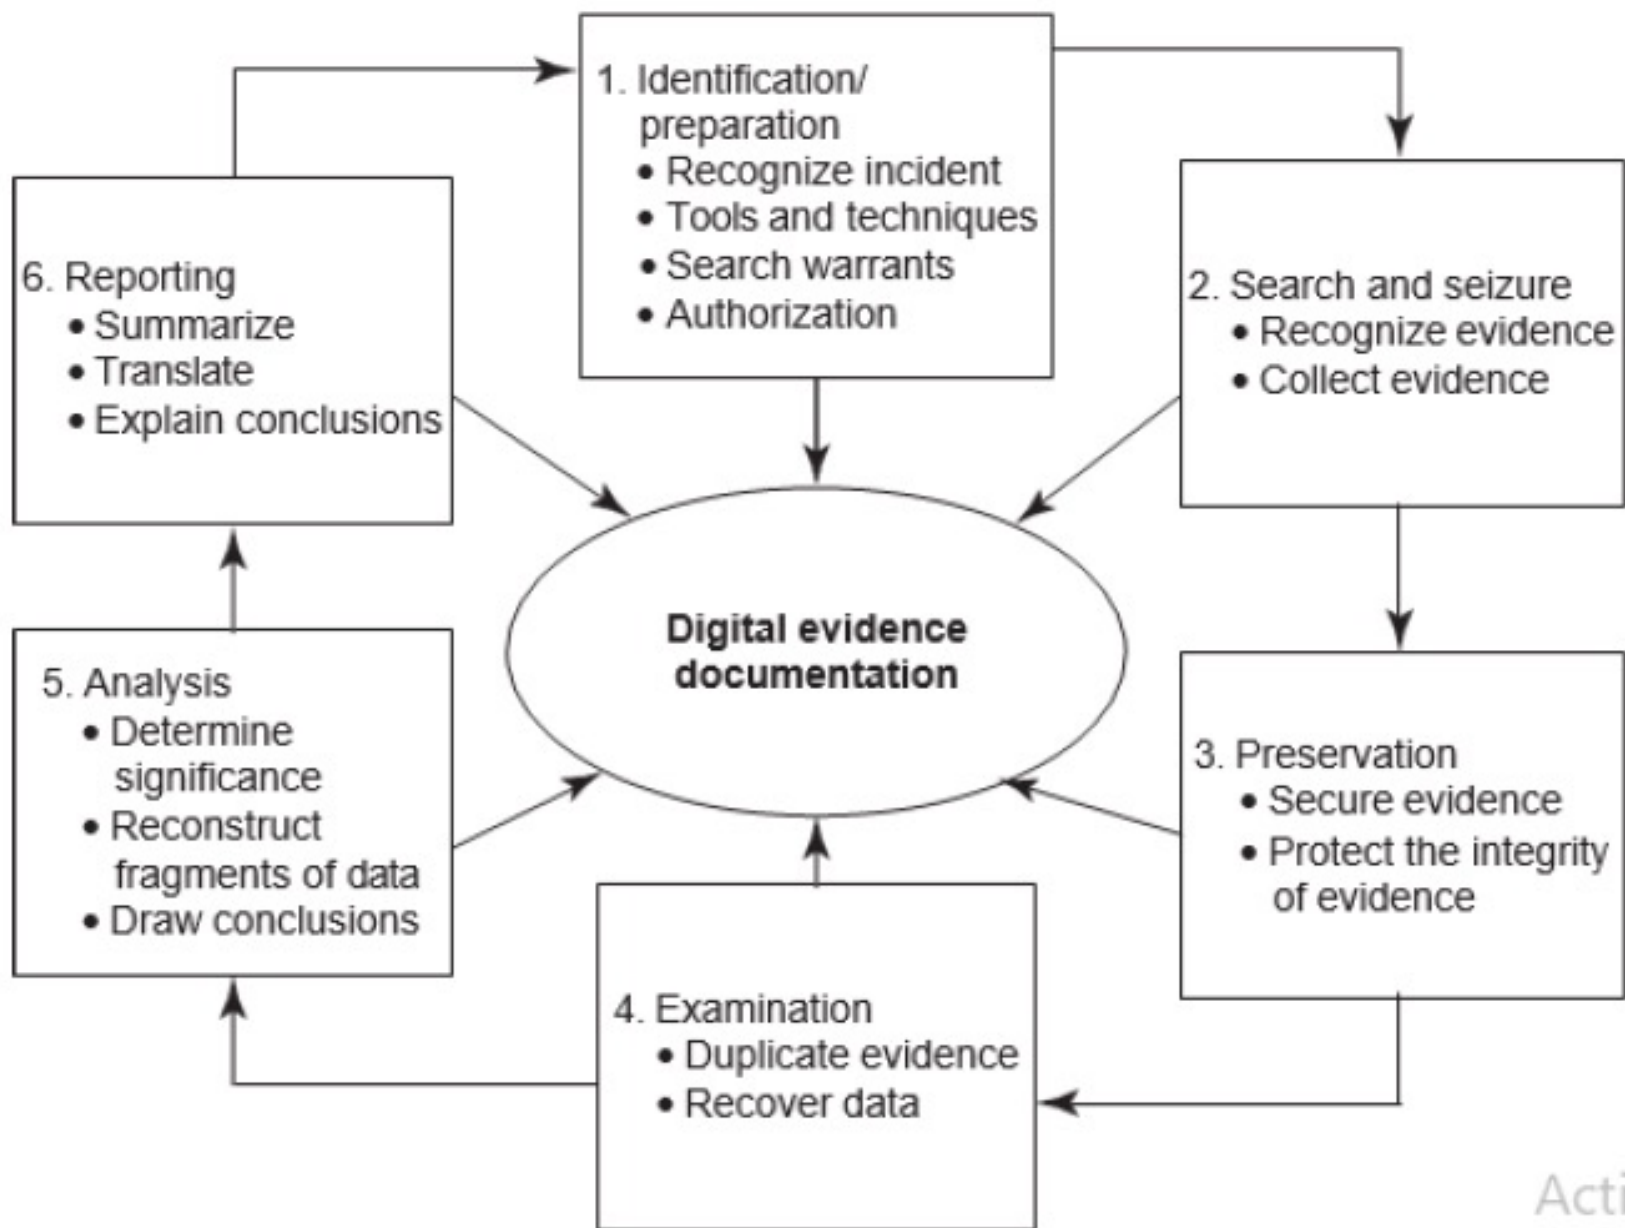 1. Identification/
preparation
• Recognize incident
• Tools and techniques
• Search warrants
• Authorization
2. Search and seizure
• Recognize evidence
• Collect evidence
3. Preservation
• Secure evidence
• Protect the integrity
of evidence
4. Examination
• Duplicate evidence
• Recover data
5. Analysis
• Determine
significance
• Reconstruct
fragments of data
• Draw conclusions
6. Reporting
• Summarize
• Translate
• Explain conclusions
Digital evidence
documentation
Acti